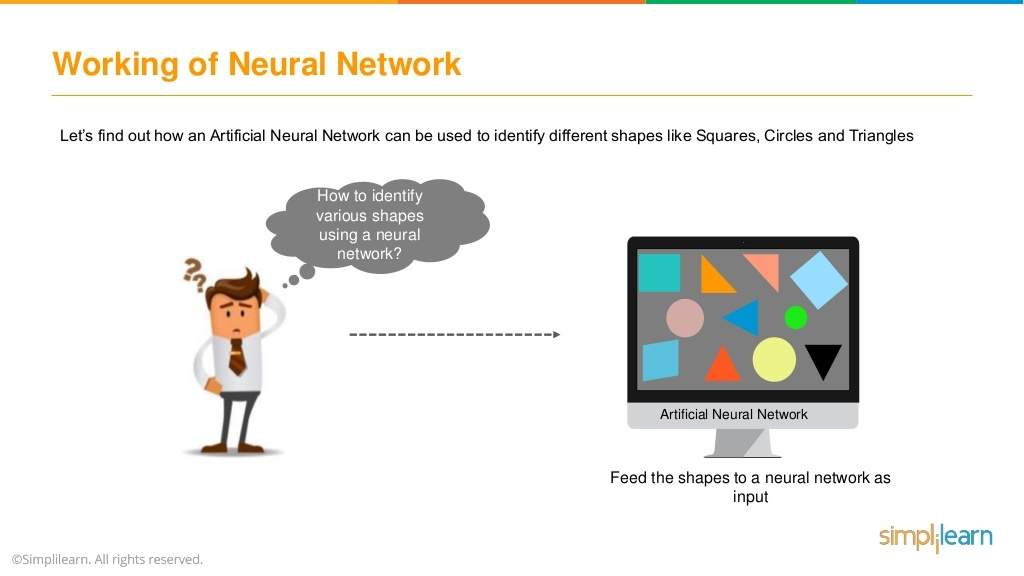 Working of Neural Network
Let’s find out how an Artificial Neural Network can be used to identify different shapes like Squares, Circles and Triangles
How to identify
various shapes
using a neural
network?
??
Artificial Neural Network
Feed the shapes to a neural network as
input
simplilearn
©Simplilearn. All rights reserved.